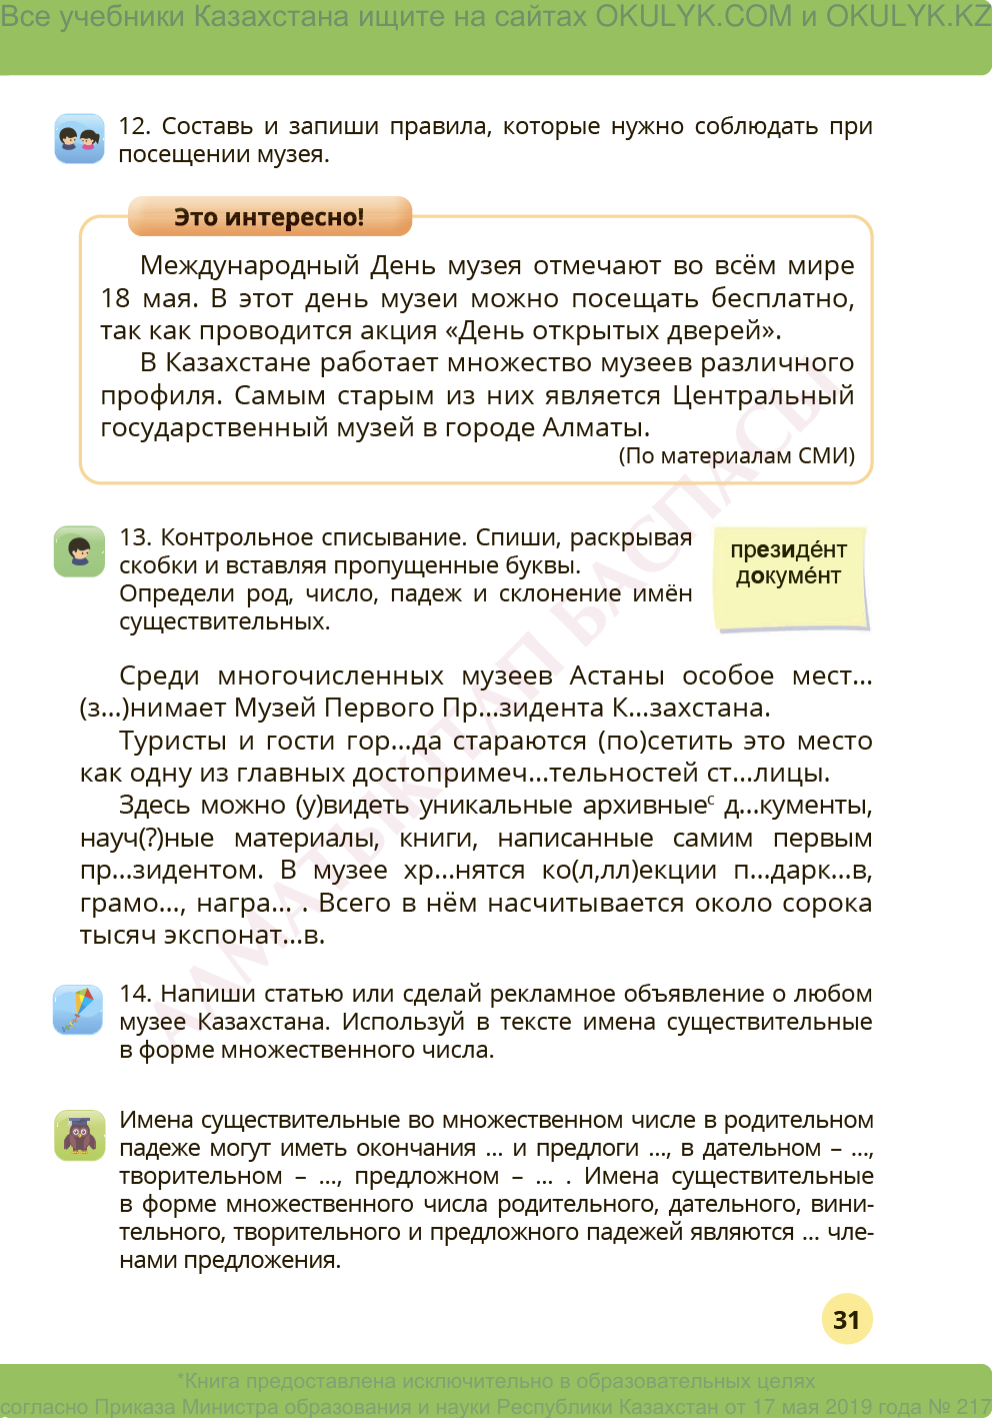 Все учебники Казахстана ищите на сайтах OKULYK.COM и OKULYK.KZ
12. Составь и запиши правила, которые нужно соблюдать при
посещении музея.
Это интересно!
Международный День музея отмечают во всём мире
18 мая. В этот день музеи можно посещать бесплатно,
так как проводится акция «День открытых дверей».
В Казахстане работает множество музеев различного
профиля. Самым старым из них является Центральный
государственный музей в городе Алматы.
(По материалам СМИ)
13. Контрольное списывание. Спиши, раскрывая
скобки и вставляя пропущенные буквы.
Определи род, число, падеж и склонение имён
существительных.
президе́нт
докуме́нт
Среди многочисленных музеев Астаны особое мест...
(з...)нимает Музей Первого Пр...зидента К...захстана.
Туристы и гости гор...да стараются (по)сетить это место
как одну из главных достопримеч...тельностей ст...лицы.
Здесь можно (у)видеть уникальные архивныеᶜ д...кументы,
науч(?)ные материалы, книги, написанные самим первым
пр...зидентом. В музее хр...нятся ко(л,лл)екции п...дарк...в,
грамо..., награ... . Всего в нём насчитывается около сорока
тысяч экспонат...в.
14. Напиши статью или сделай рекламное объявление о любом
музее Казахстана. Используй в тексте имена существительные
в форме множественного числа.
Имена существительные во множественном числе в родительном
падеже могут иметь окончания ... и предлоги ..., в дательном – ...,
творительном – ..., предложном – ... . Имена существительные
в форме множественного числа родительного, дательного, вини-
тельного, творительного и предложного падежей являются ... чле-
нами предложения.
31
АЛМАТЫКІТАП БАСПАСЫ
*Книга предоставлена исключительно в образовательных целях
согласно Приказа Министра образования и науки Республики Казахстан от 17 мая 2019 года № 217